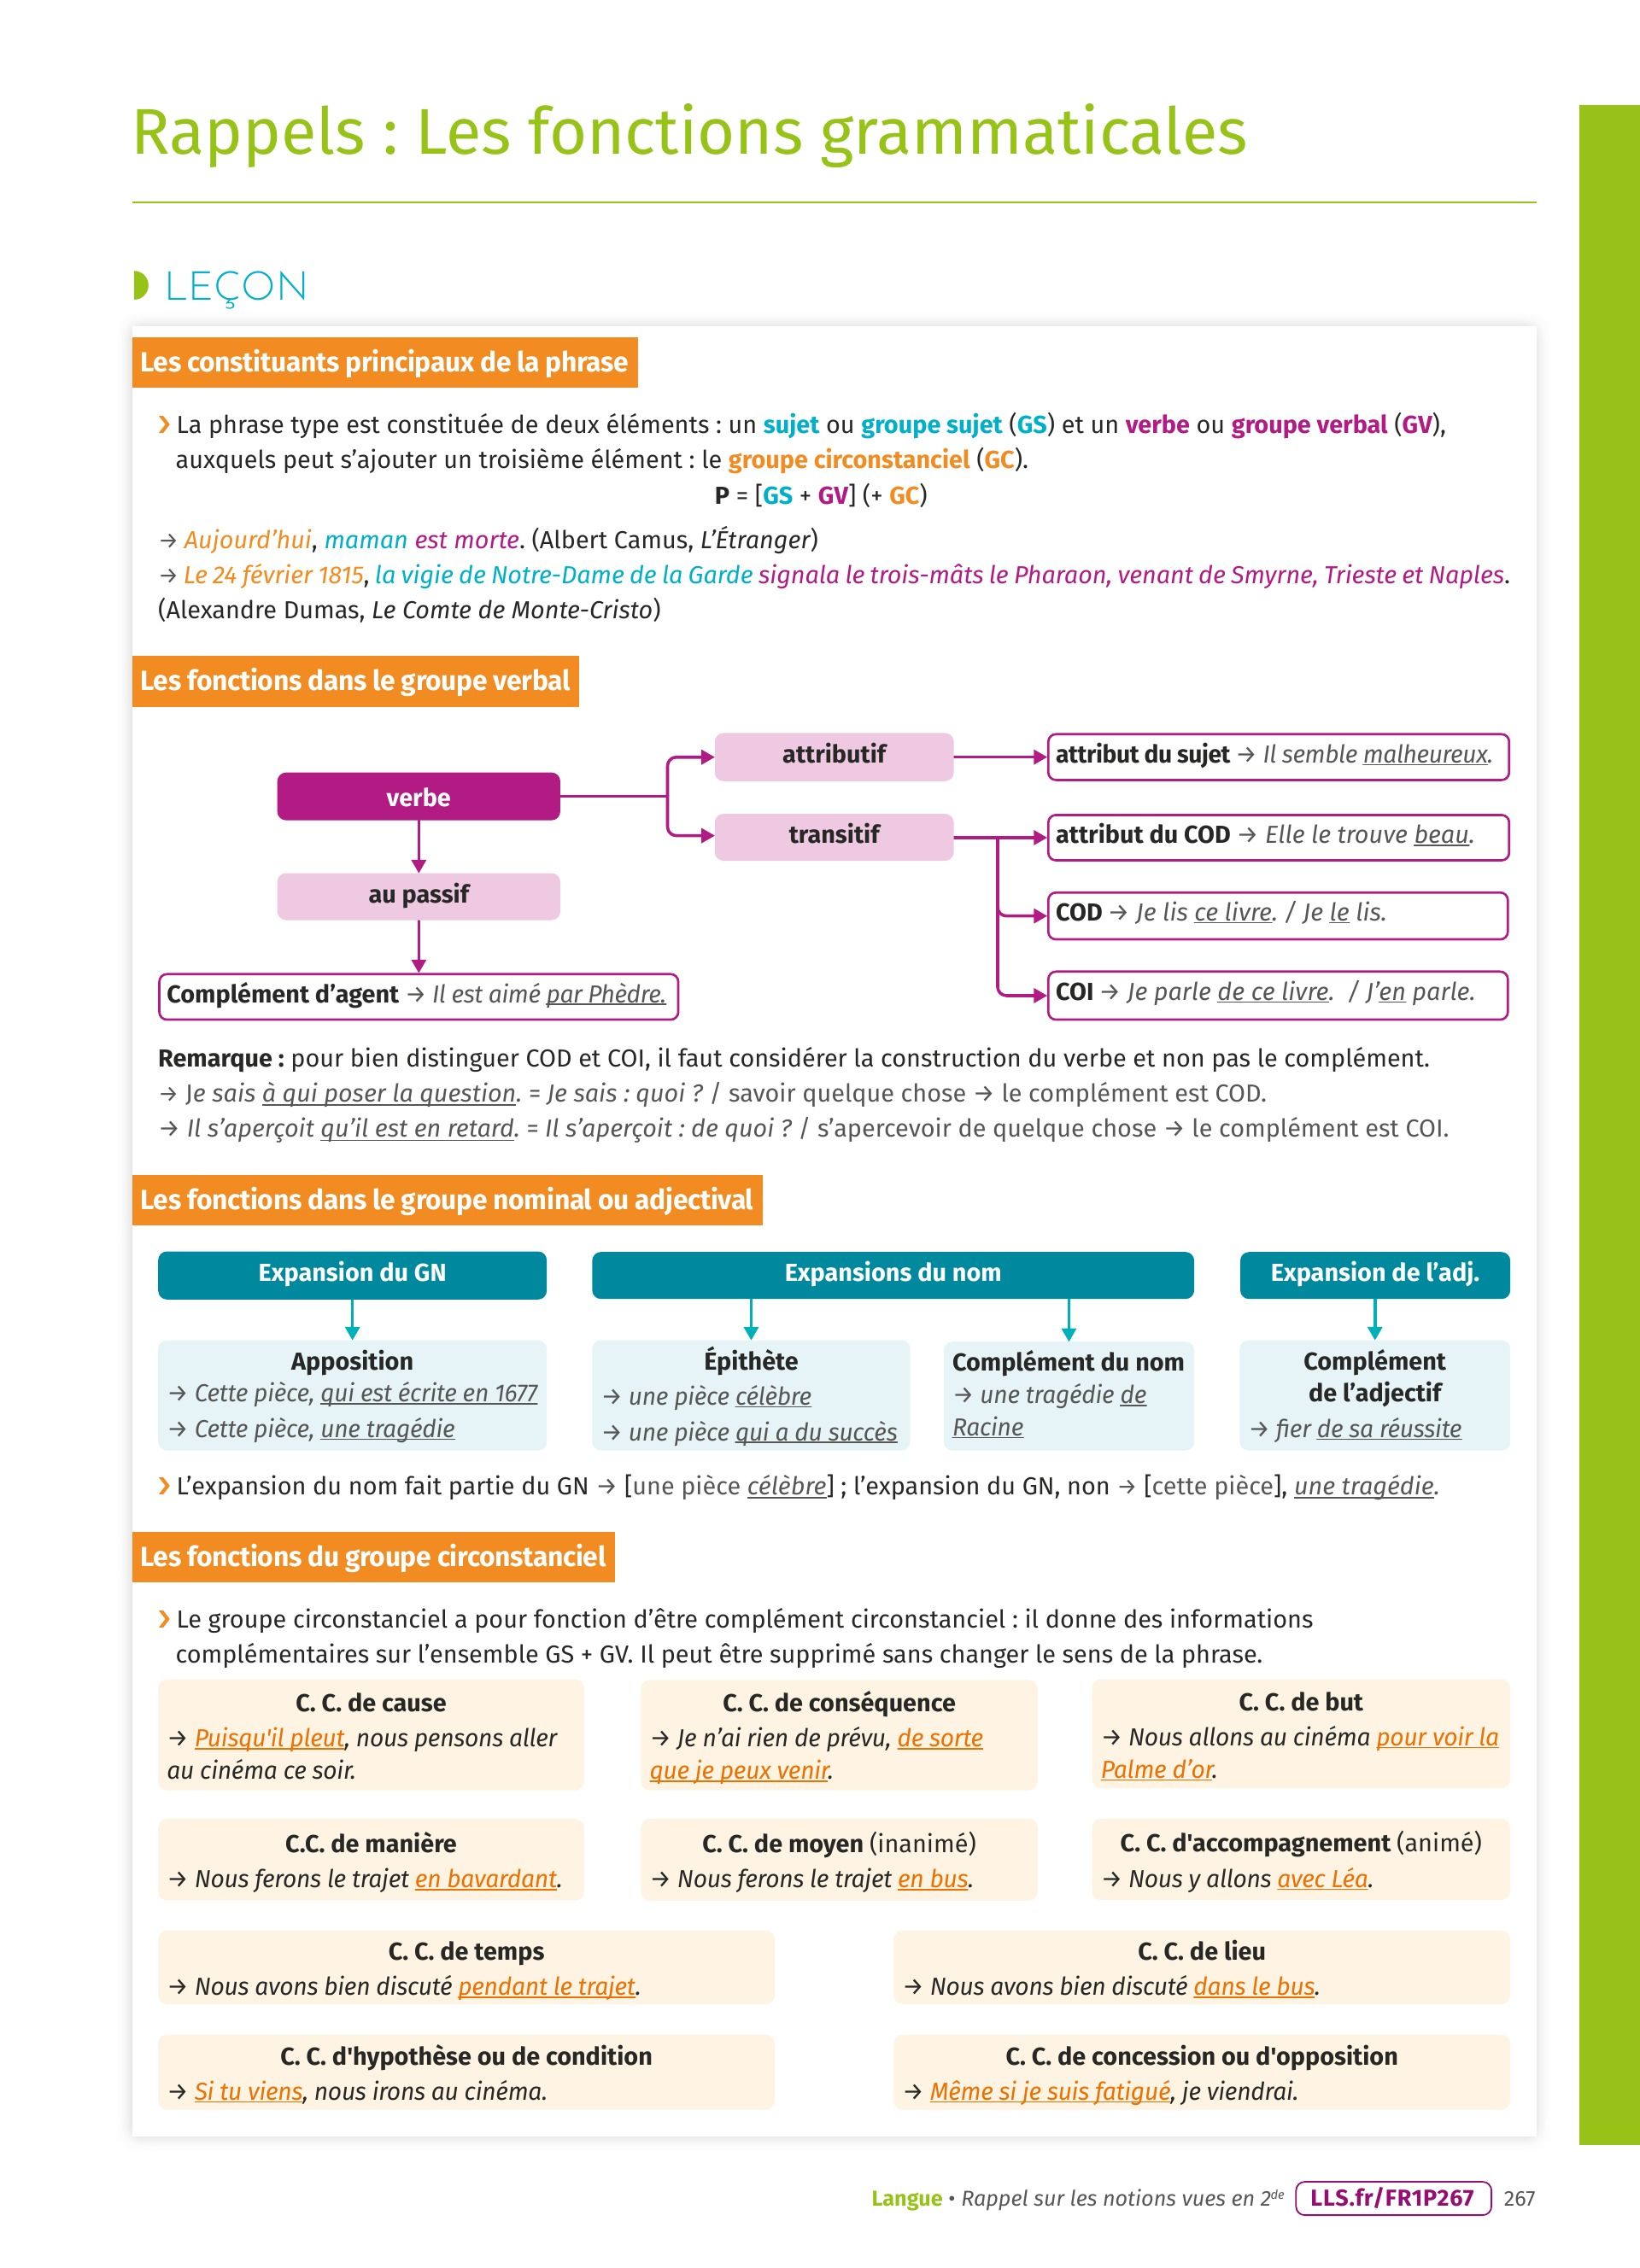 Rappels : Les fonctions grammaticales
LEÇON
Les constituants principaux de la phrase
› La phrase type est constituée de deux éléments : un sujet ou groupe sujet (GS) et un verbe ou groupe verbal (GV),
auxquels peut s’ajouter un troisième élément : le groupe circonstanciel (GC).
P = [GS + GV] (+ GC)
→ Aujourd’hui, maman est morte. (Albert Camus, L’Étranger)
→ Le 24 février 1815, la vigie de Notre-Dame de la Garde signala le trois-mâts le Pharaon, venant de Smyrne, Trieste et Naples.
(Alexandre Dumas, Le Comte de Monte-Cristo)
Les fonctions dans le groupe verbal
verbe
au passif
Complément d’agent → Il est aimé par Phèdre.
attributif
transitif
attribut du sujet → Il semble malheureux.
attribut du COD → Elle le trouve beau.
COD → Je lis ce livre. / Je le lis.
COI → Je parle de ce livre. / J’en parle.
Remarque : pour bien distinguer COD et COI, il faut considérer la construction du verbe et non pas le complément.
→ Je sais à qui poser la question. = Je sais : quoi ? / savoir quelque chose → le complément est COD.
→ Il s’aperçoit qu’il est en retard. = Il s’aperçoit : de quoi ? / s’apercevoir de quelque chose → le complément est COI.
Les fonctions dans le groupe nominal ou adjectival
Expansion du GN
Apposition
→ Cette pièce, qui est écrite en 1677
→ Cette pièce, une tragédie
Expansions du nom
Épithète
→ une pièce célèbre
→ une pièce qui a du succès
Complément du nom
→ une tragédie de
Racine
Expansion de l’adj.
Complément
de l’adjectif
→ fier de sa réussite
› L’expansion du nom fait partie du GN → [une pièce célèbre] ; l’expansion du GN, non → [cette pièce], une tragédie.
Les fonctions du groupe circonstanciel
› Le groupe circonstanciel a pour fonction d’être complément circonstanciel : il donne des informations
complémentaires sur l’ensemble GS + GV. Il peut être supprimé sans changer le sens de la phrase.
C. C. de cause
→ Puisqu'il pleut, nous pensons aller
au cinéma ce soir.
C. C. de conséquence
→ Je n’ai rien de prévu, de sorte
que je peux venir.
C. C. de but
→ Nous allons au cinéma pour voir la
Palme d’or.
C.C. de manière
→ Nous ferons le trajet en bavardant.
C. C. de moyen (inanimé)
→ Nous ferons le trajet en bus.
C. C. d'accompagnement (animé)
→ Nous y allons avec Léa.
C. C. de temps
→ Nous avons bien discuté pendant le trajet.
C. C. de lieu
→ Nous avons bien discuté dans le bus.
C. C. d'hypothèse ou de condition
→ Si tu viens, nous irons au cinéma.
C. C. de concession ou d'opposition
→ Même si je suis fatigué, je viendrai.
Langue • Rappel sur les notions vues en 2de LLS.fr/FR1P267 267